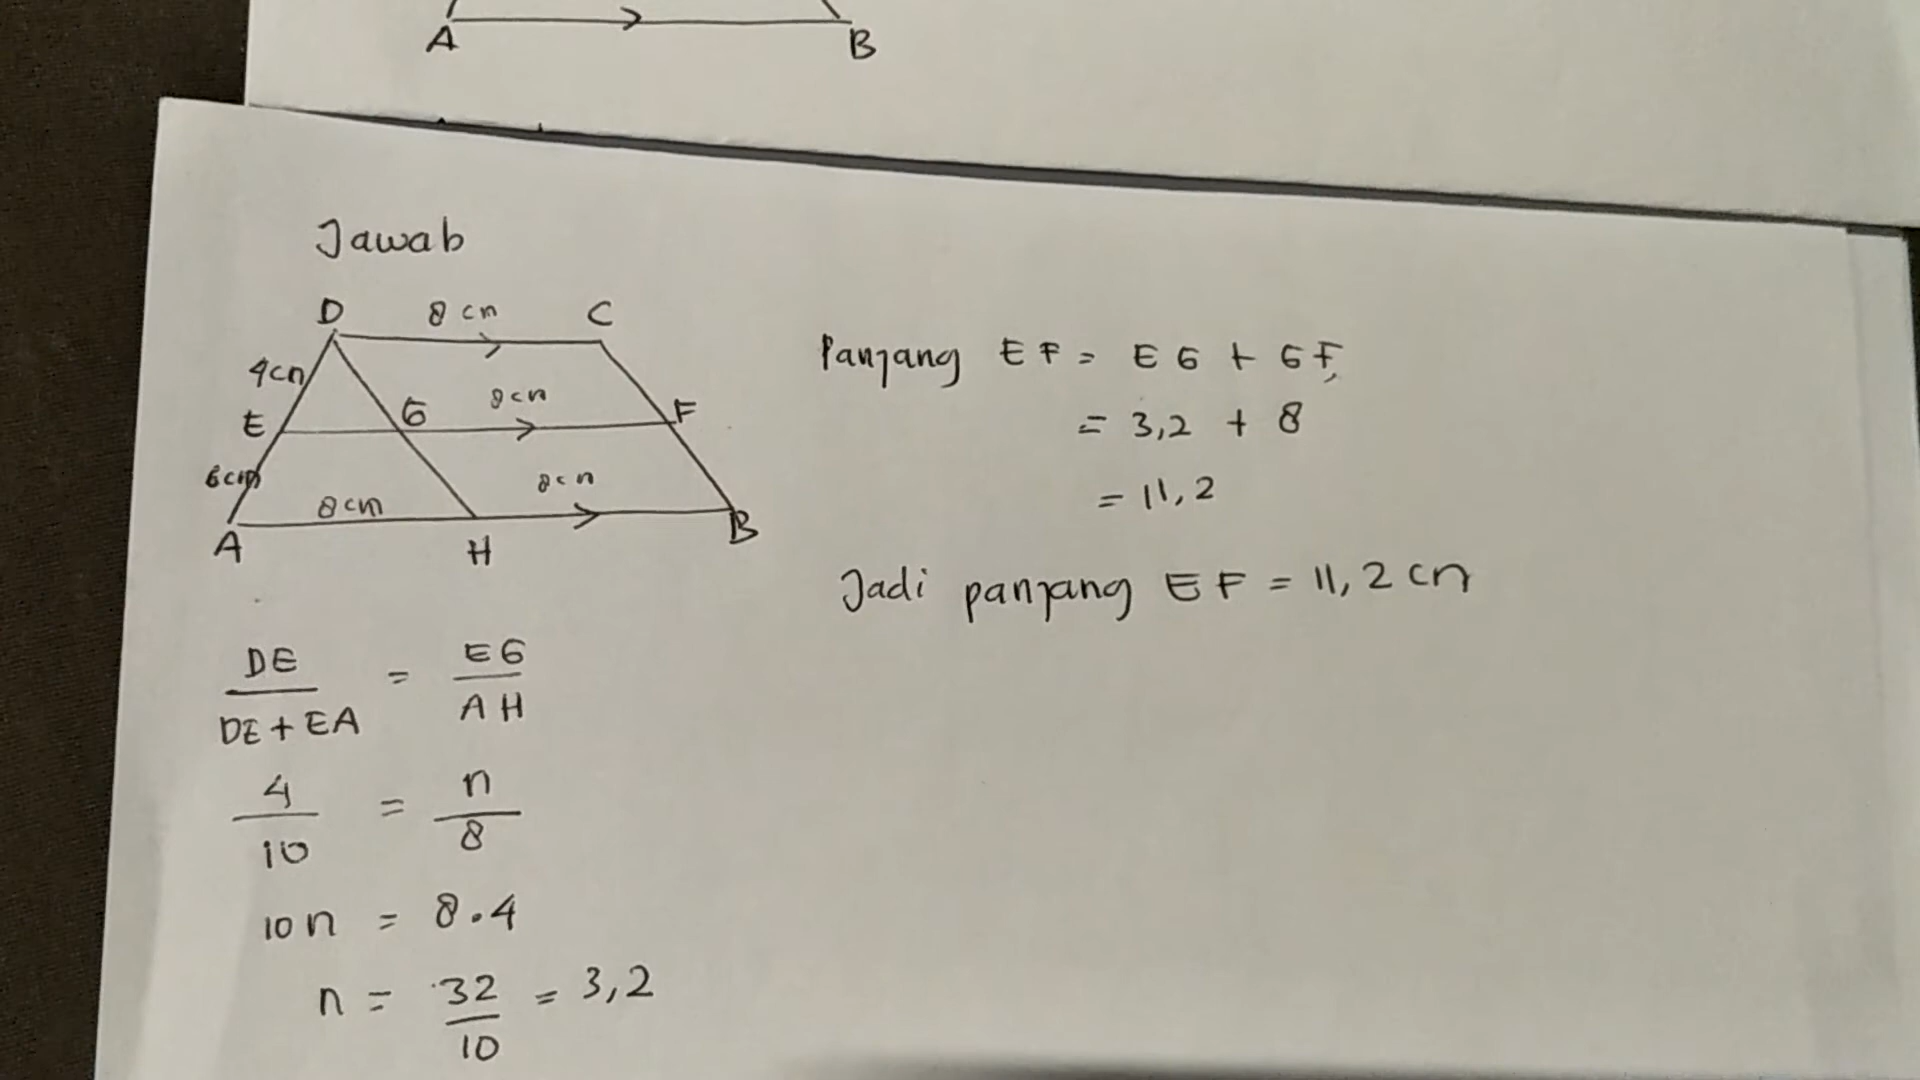 A B
Jawab
D 8 cm C
4cm
E G 8cm F
6cm
8cm 8cm
A H B
DE/DE+EA = EG/AH
4/10 = n/8
10n = 8.4
n = 32/10 = 3,2
Panjang EF = EG + GF
= 3,2 + 8
= 11,2
Jadi panjang EF = 11,2 cm